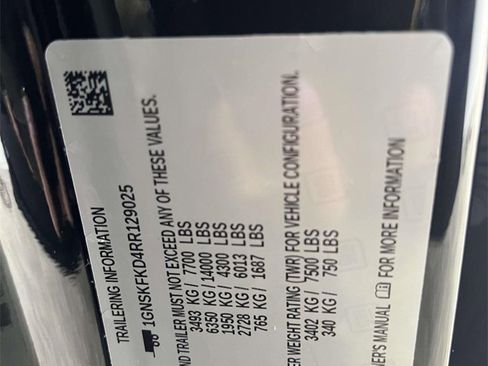 TRAILERING INFORMATION
1GNSKFKD4RR129025
ND TRAILER MUST NOT EXCEED ANY OF THESE VALUES.
3493 KG/ 7700 LBS
6350 KG/ 14000 LBS
1950 KG/ 4300 LBS
2728 KG/ 6013 LBS
765 KG/ 1687 LBS
ER WEIGHT RATING (TWR) FOR VEHICLE CONFIGURATION.
3402 KG/ 7500 LBS
340 KG/ 750 LBS
NER'S MANUAL FOR MORE INFORMATION